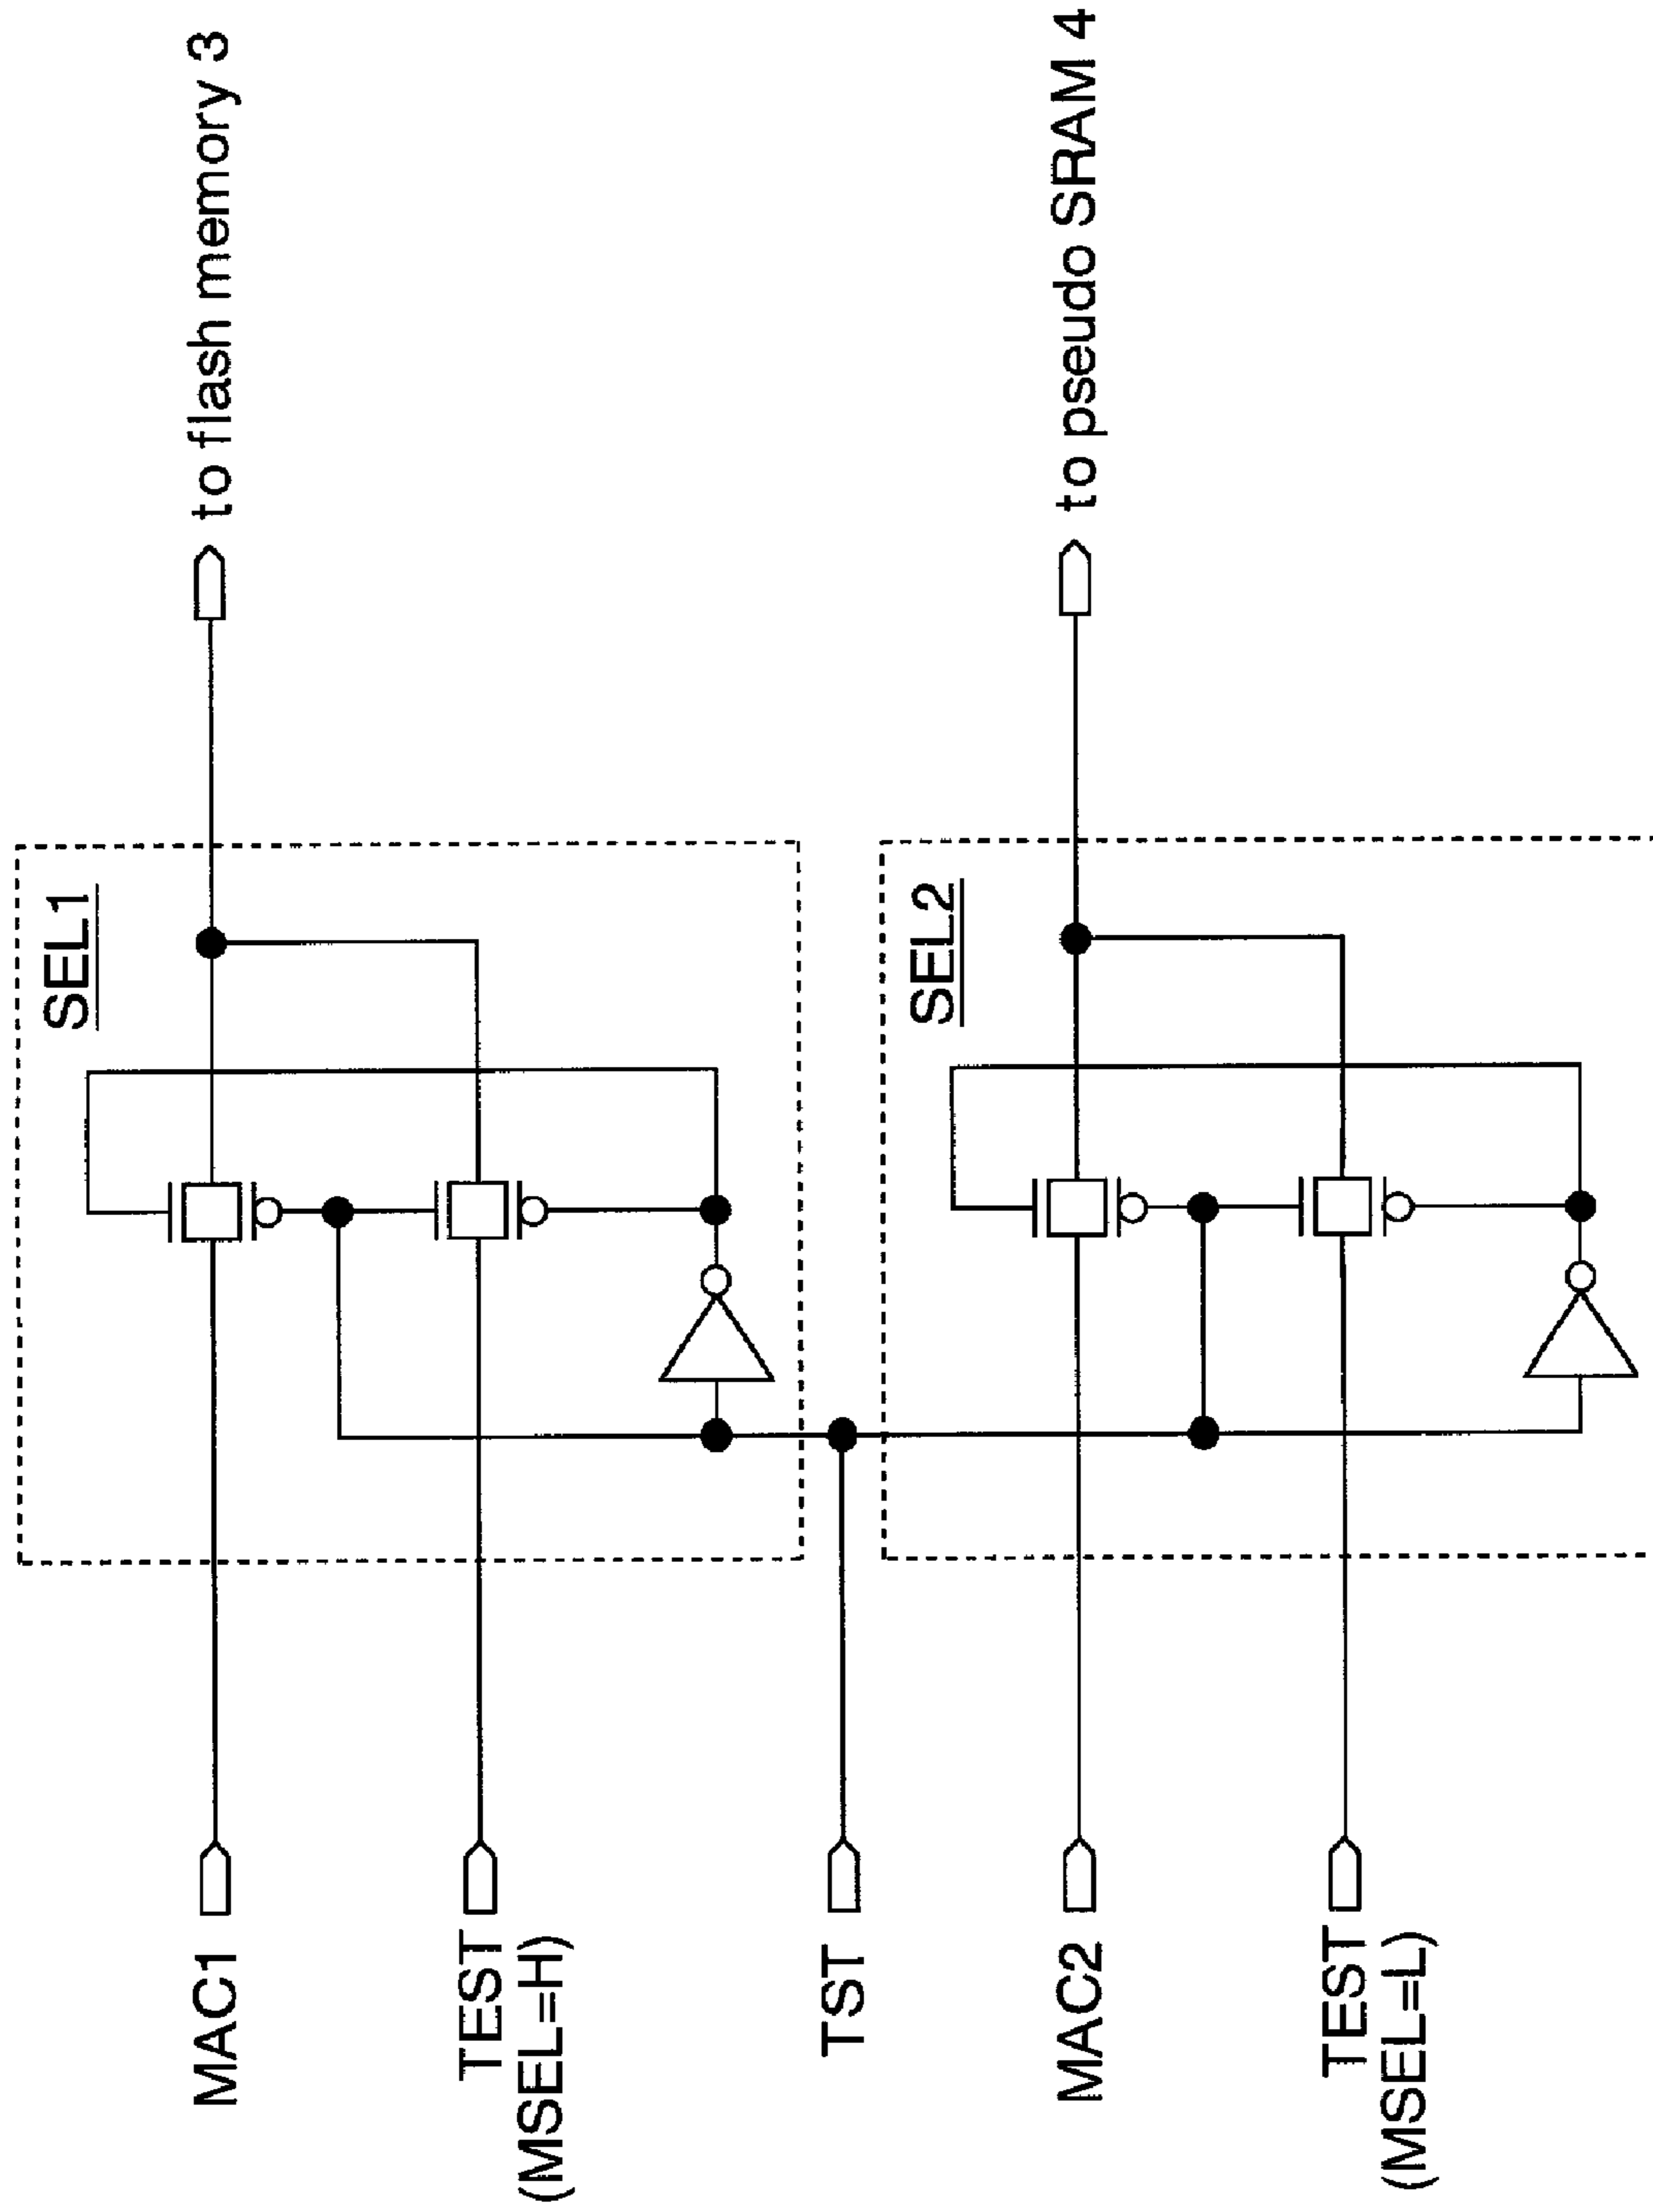 SEL1
MAC1
to flash memory 3
TEST
(MSEL=H)
TST
SEL2
MAC2
to pseudo SRAM 4
TEST
(MSEL=L)